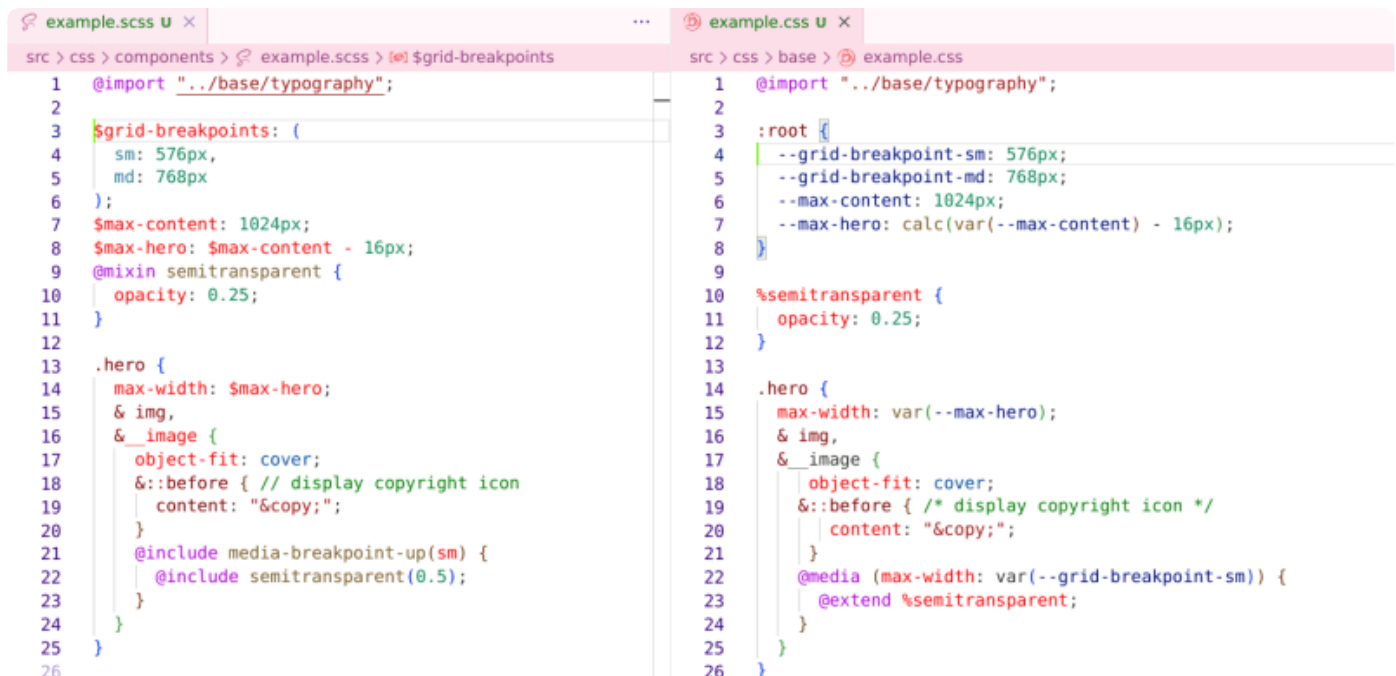 example.scss U ×
src > css > components > example.scss > $grid-breakpoints
1 @import "../base/typography";
2
3 $grid-breakpoints: (
4   sm: 576px,
5   md: 768px
6 );
7 $max-content: 1024px;
8 $max-hero: $max-content - 16px;
9 @mixin semitransparent {
10   opacity: 0.25;
11 }
12
13 .hero {
14   max-width: $max-hero;
15   & img,
16   &__image {
17     object-fit: cover;
18     &::before { // display copyright icon
19       content: "&copy;";
20     }
21     @include media-breakpoint-up(sm) {
22       @include semitransparent(0.5);
23     }
24   }
25 }
26
example.css U ×
src > css > base > example.css
1 @import "../base/typography";
2
3 :root {
4   --grid-breakpoint-sm: 576px;
5   --grid-breakpoint-md: 768px;
6   --max-content: 1024px;
7   --max-hero: calc(var(--max-content) - 16px);
8 }
9
10 %semitransparent {
11   opacity: 0.25;
12 }
13
14 .hero {
15   max-width: var(--max-hero);
16   & img,
17   &__image {
18      object-fit: cover;
19     &::before { /* display copyright icon */
20        content: "&copy;";
21      }
22     @media (max-width: var(--grid-breakpoint-sm)) {
23       @extend %semitransparent;
24     }
25   }
26 }